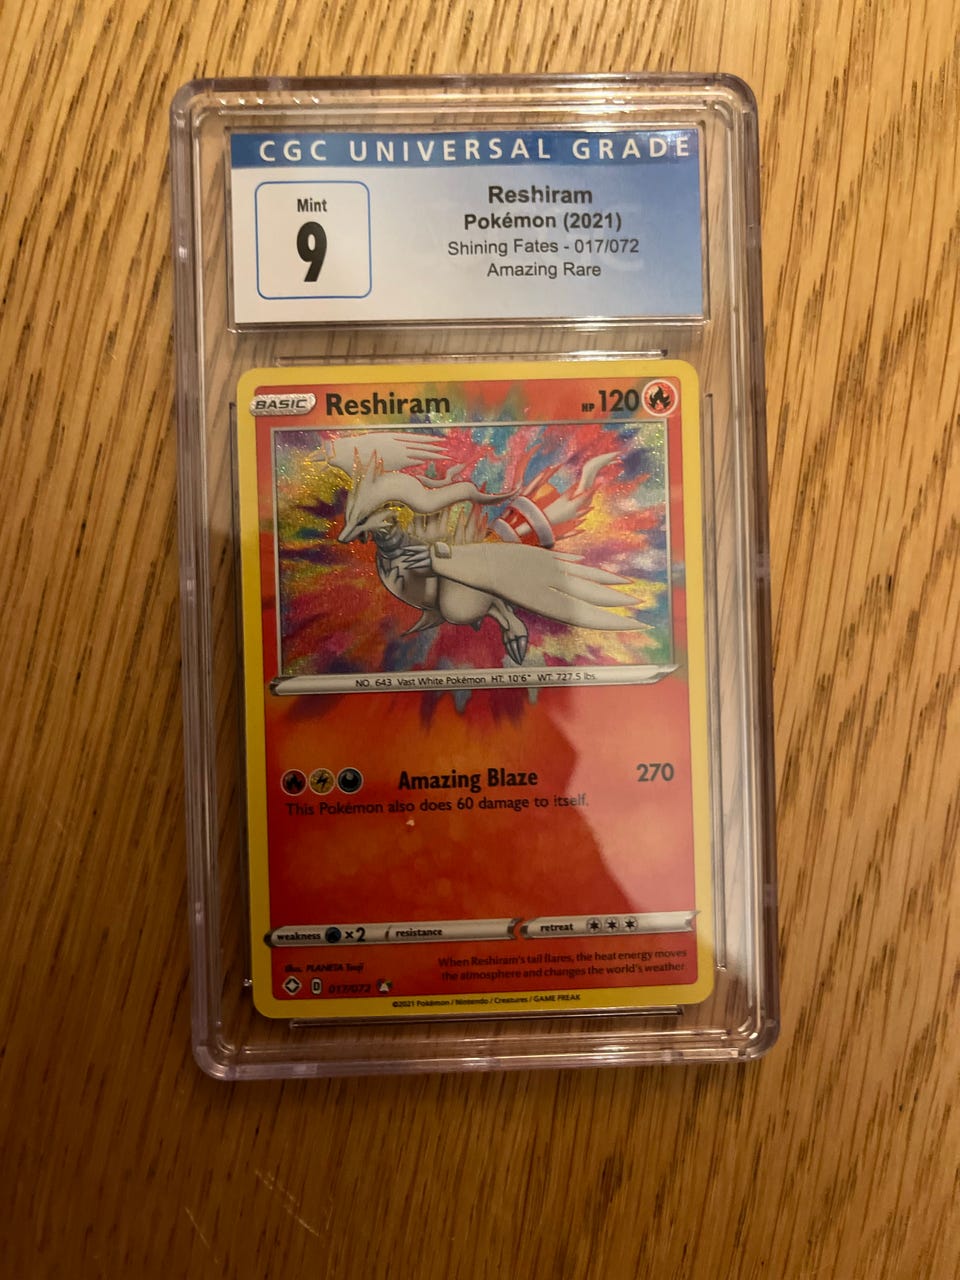 CGC UNIVERSAL GRADE
Mint
9
Reshiram
Pokémon (2021)
Shining Fates - 017/072
Amazing Rare
BASIC Reshiram HP 120
NO. 643 Vast White Pokémon HT: 10'6" WT: 727.5 lbs.
Amazing Blaze 270
This Pokémon also does 60 damage to itself.
weakness ×2 resistance retreat
Illus. PLANETA Tsuji
When Reshiram's tail flares, the heat energy moves
the atmosphere and changes the world's weather.
D 017/072
©2021 Pokémon / Nintendo / Creatures / GAME FREAK